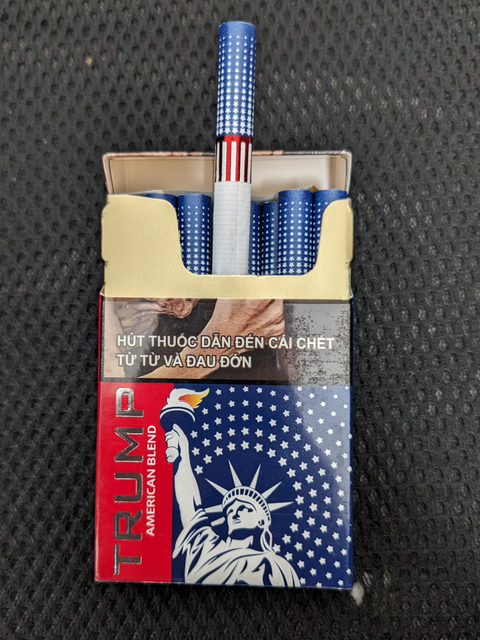 HÚT THUỐC DẪN ĐẾN CÁI CHẾT
TỪ TỪ VÀ ĐAU ĐỚN
TRUMP
AMERICAN BLEND